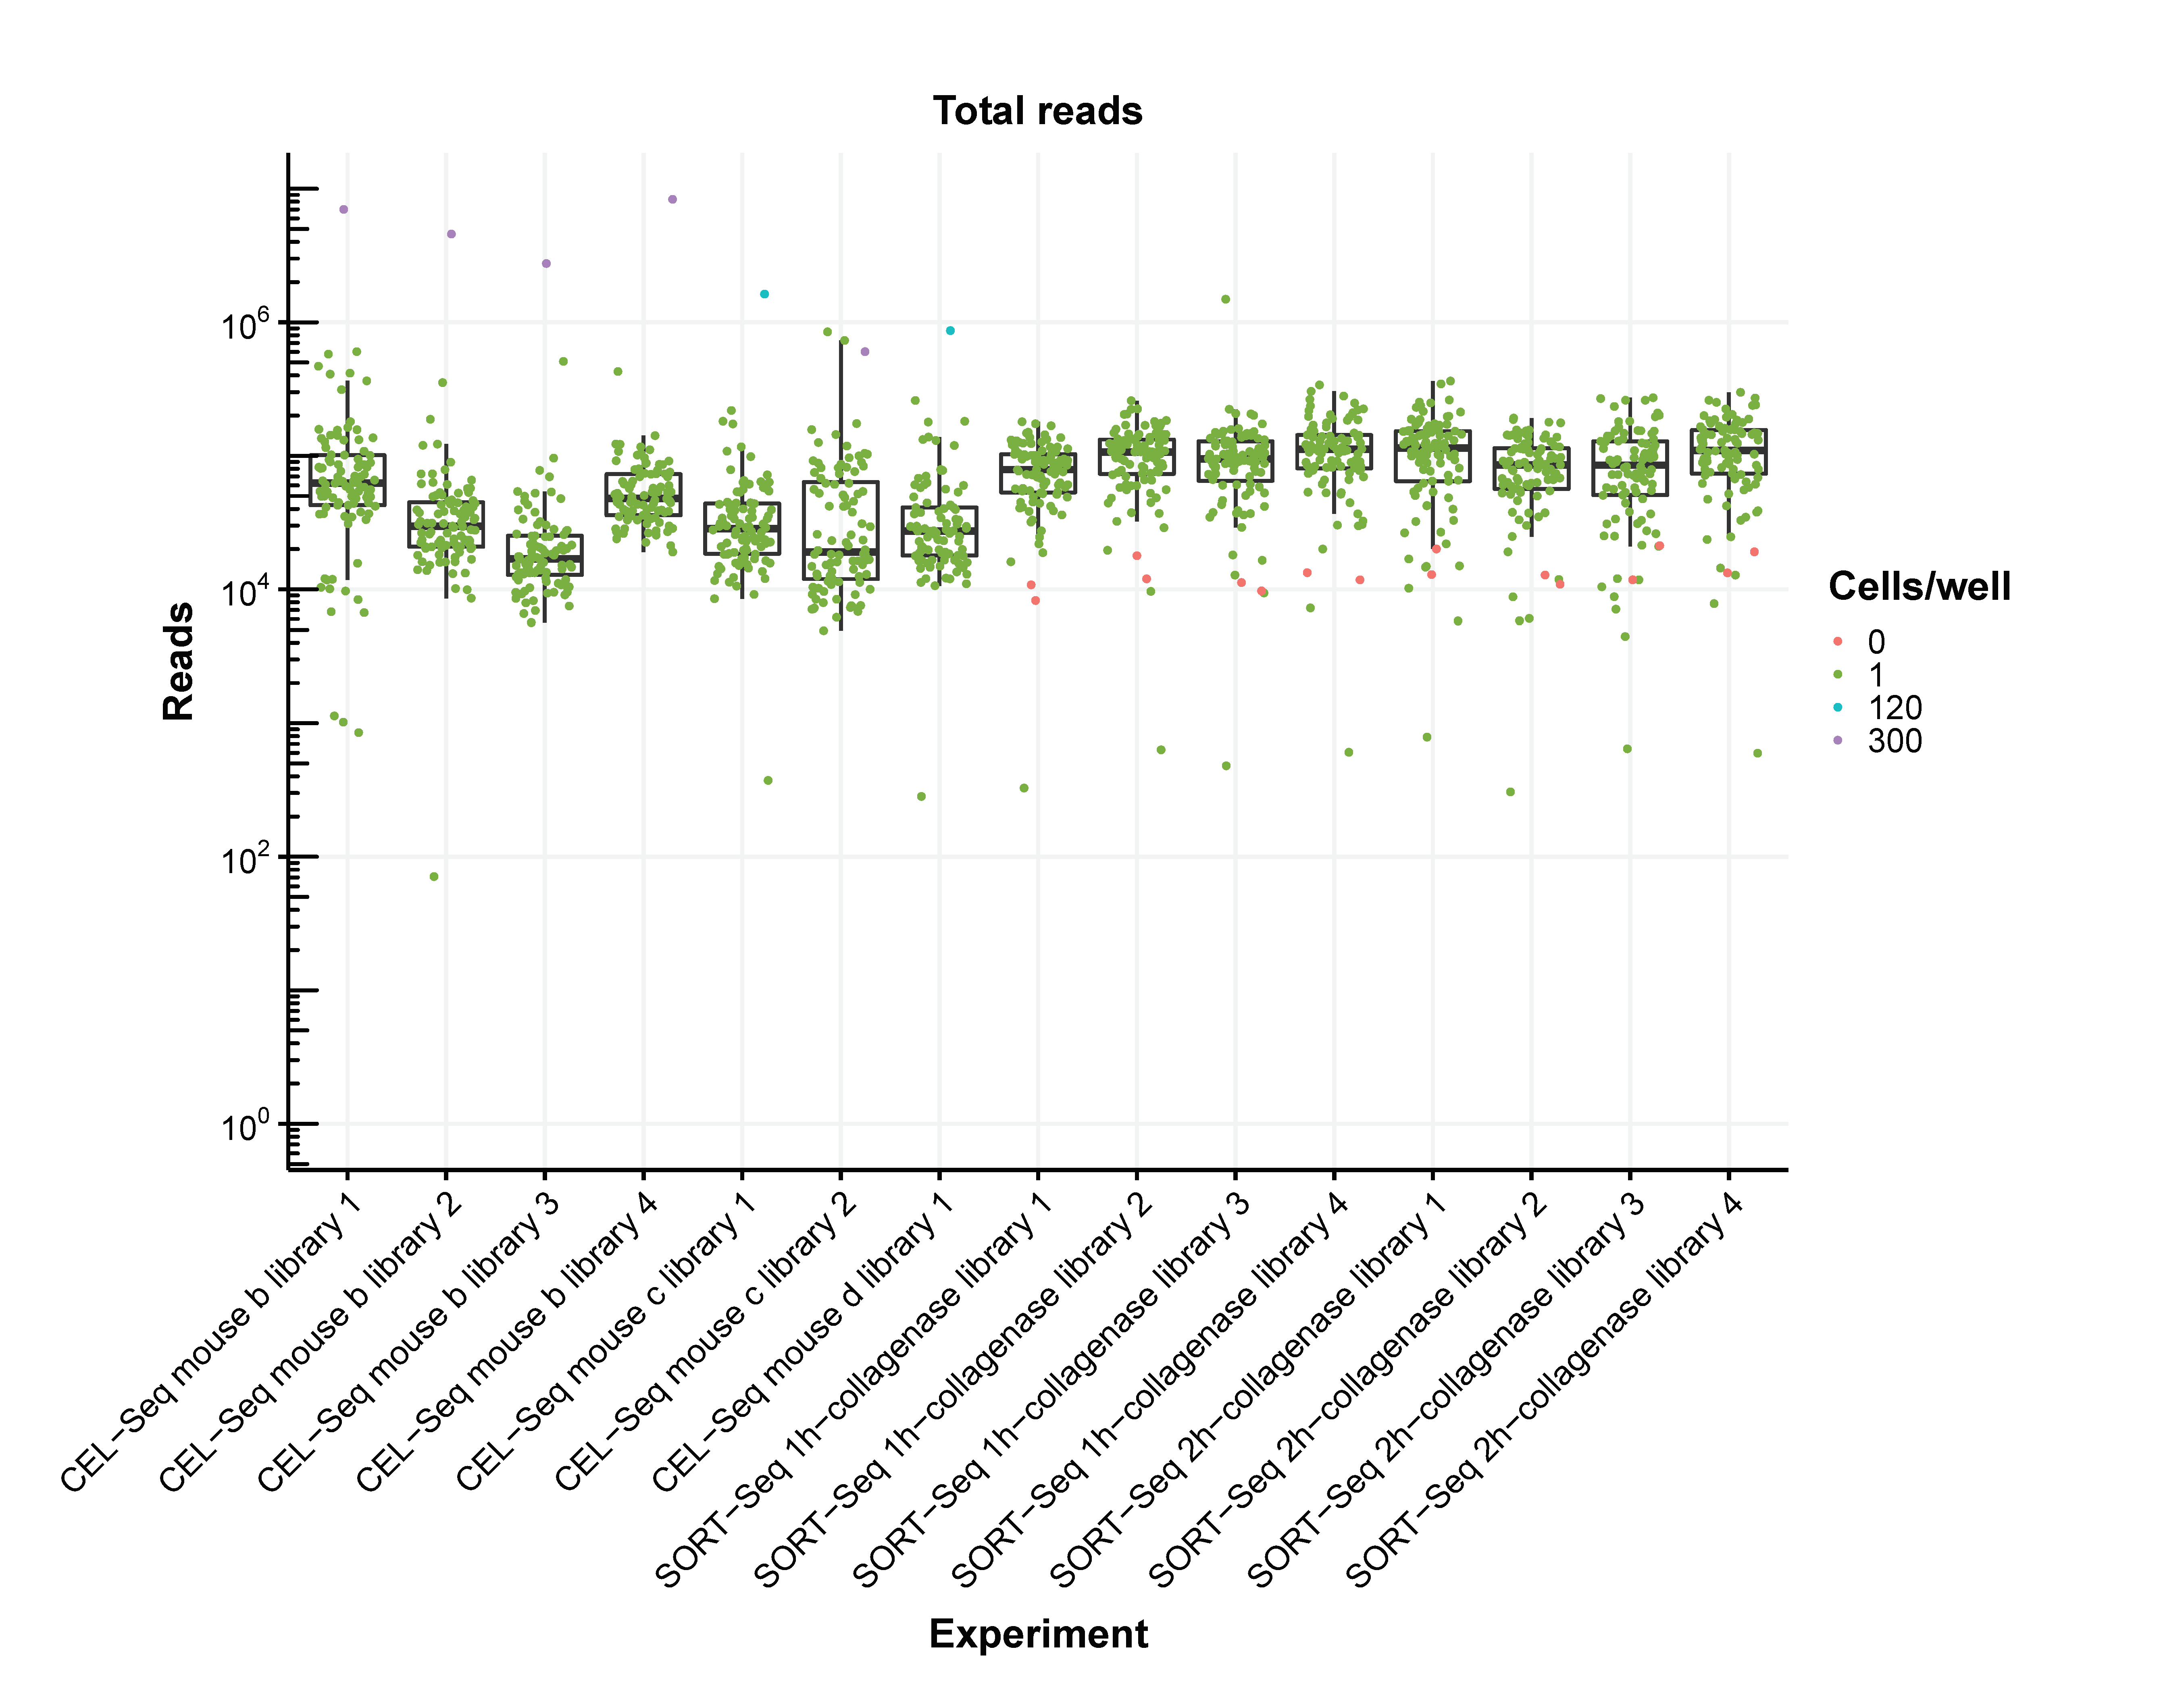 Total reads
Reads
10^6
10^4
10^2
10^0
CEL−Seq mouse b library 1
CEL−Seq mouse b library 2
CEL−Seq mouse b library 3
CEL−Seq mouse b library 4
CEL−Seq mouse c library 1
CEL−Seq mouse c library 2
CEL−Seq mouse d library 1
SORT−Seq 1h−collagenase library 1
SORT−Seq 1h−collagenase library 2
SORT−Seq 1h−collagenase library 3
SORT−Seq 1h−collagenase library 4
SORT−Seq 2h−collagenase library 1
SORT−Seq 2h−collagenase library 2
SORT−Seq 2h−collagenase library 3
SORT−Seq 2h−collagenase library 4
Experiment
Cells/well
0
1
120
300